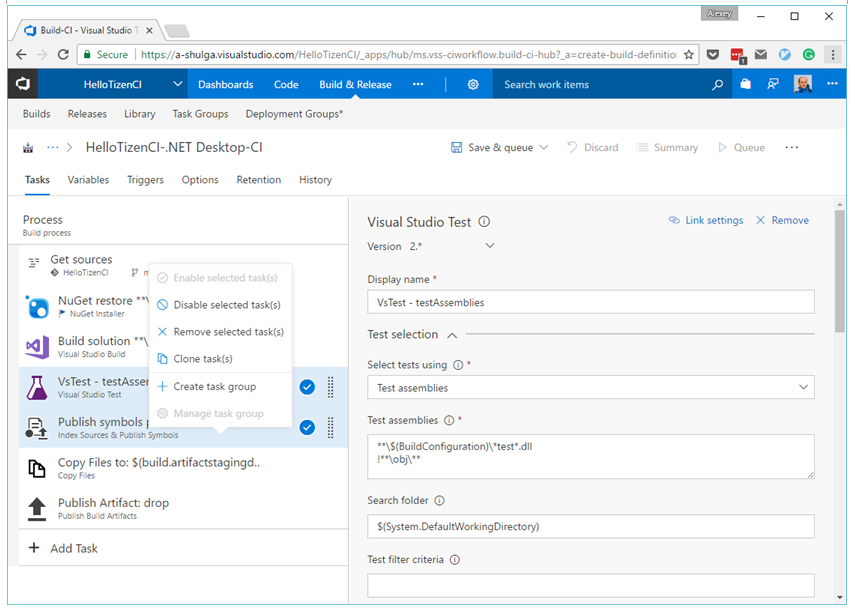 Alexey
Build-CI - Visual Studio T
Secure https://a-shulga.visualstudio.com/HelloTizenCI/_apps/hub/ms.vss-ciworkflow.build-ci-hub?_a=create-build-definition
1
HelloTizenCI Dashboards Code Build & Release ··· Search work items ···
Builds Releases Library Task Groups Deployment Groups*
··· > HelloTizenCI-.NET Desktop-CI Save & queue Discard Summary Queue ···
Tasks Variables Triggers Options Retention History
Process
Build process
Get sources
HelloTizenCI m
NuGet restore **\
NuGet Installer
Build solution **\
Visual Studio Build
VsTest - testAssem
Visual Studio Test
Publish symbols p
Index Sources & Publish Symbols
Copy Files to: $(build.artifactstagingd..
Copy Files
Publish Artifact: drop
Publish Build Artifacts
+ Add Task
Enable selected task(s)
Disable selected task(s)
Remove selected task(s)
Clone task(s)
Create task group
Manage task group
Visual Studio Test Link settings Remove
Version 2.*
Display name *
VsTest - testAssemblies
Test selection
Select tests using *
Test assemblies
Test assemblies *
**\$(BuildConfiguration)\*test*.dll
!**\obj\**
Search folder
$(System.DefaultWorkingDirectory)
Test filter criteria